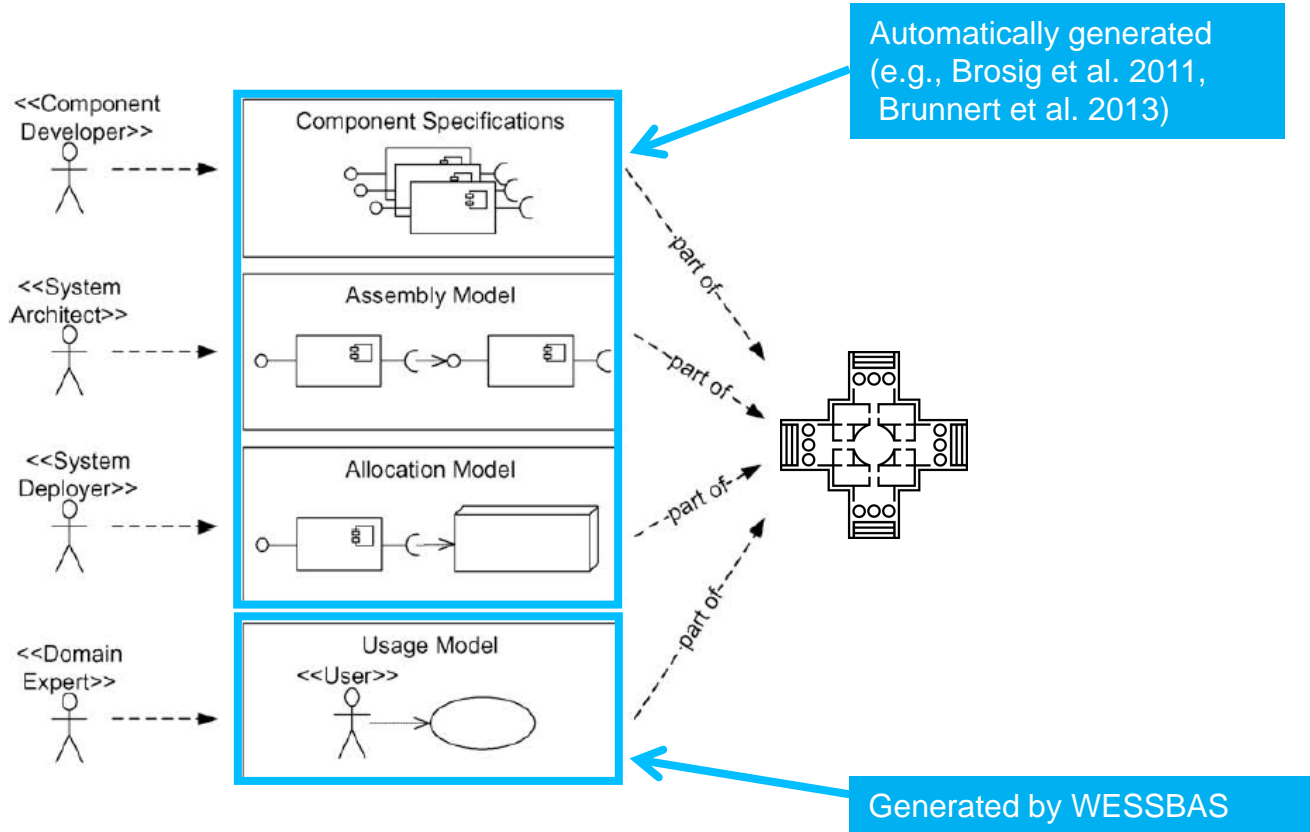 Automatically generated
(e.g., Brosig et al. 2011,
Brunnert et al. 2013)
<<Component
Developer>>
Component Specifications
part of
<<System
Architect>>
Assembly Model
part of
<<System
Deployer>>
Allocation Model
part of
<<Domain
Expert>>
Usage Model
<<User>>
part of
Generated by WESSBAS